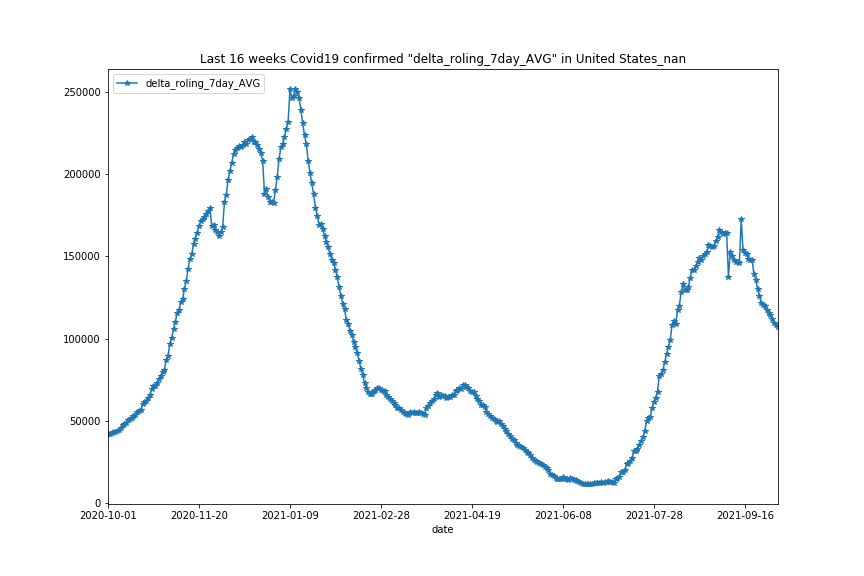 Last 16 weeks Covid19 confirmed "delta_roling_7day_AVG" in United States_nan
delta_roling_7day_AVG
250000
200000
150000
100000
50000
0
2020-10-01 2020-11-20 2021-01-09 2021-02-28 2021-04-19 2021-06-08 2021-07-28 2021-09-16
date